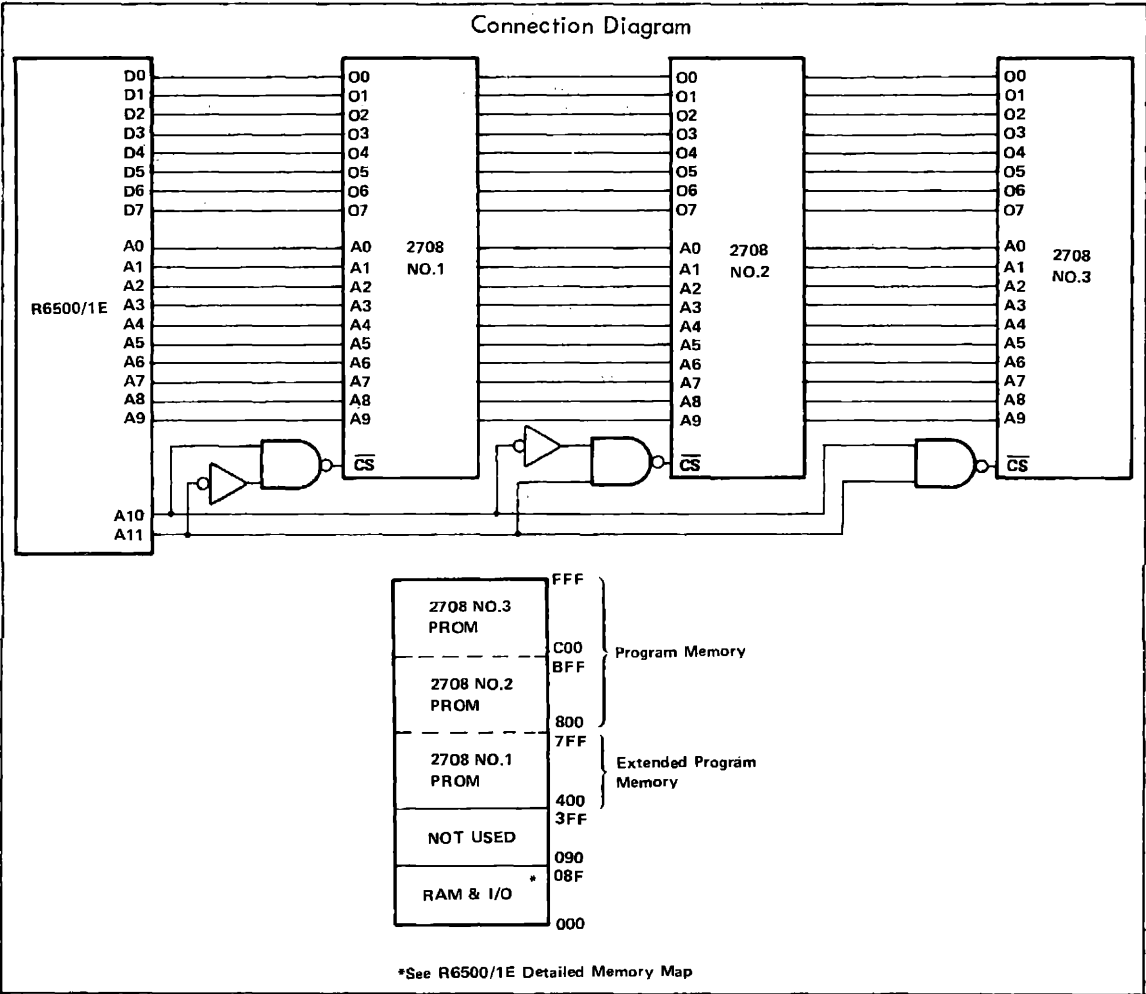 Connection Diagram
R6500/1E
D0
D1
D2
D3
D4
D5
D6
D7
A0
A1
A2
A3
A4
A5
A6
A7
A8
A9
A10
A11
O0
O1
O2
O3
O4
O5
O6
O7
A0
A1
A2
A3
A4
A5
A6
A7
A8
A9
CS
2708
NO.1
O0
O1
O2
O3
O4
O5
O6
O7
A0
A1
A2
A3
A4
A5
A6
A7
A8
A9
CS
2708
NO.2
O0
O1
O2
O3
O4
O5
O6
O7
A0
A1
A2
A3
A4
A5
A6
A7
A8
A9
CS
2708
NO.3
FFF
2708 NO.3
PROM
C00
Program Memory
BFF
2708 NO.2
PROM
800
7FF
2708 NO.1
PROM
Extended Program
Memory
400
3FF
NOT USED
090
08F
RAM & I/O *
000
*See R6500/1E Detailed Memory Map